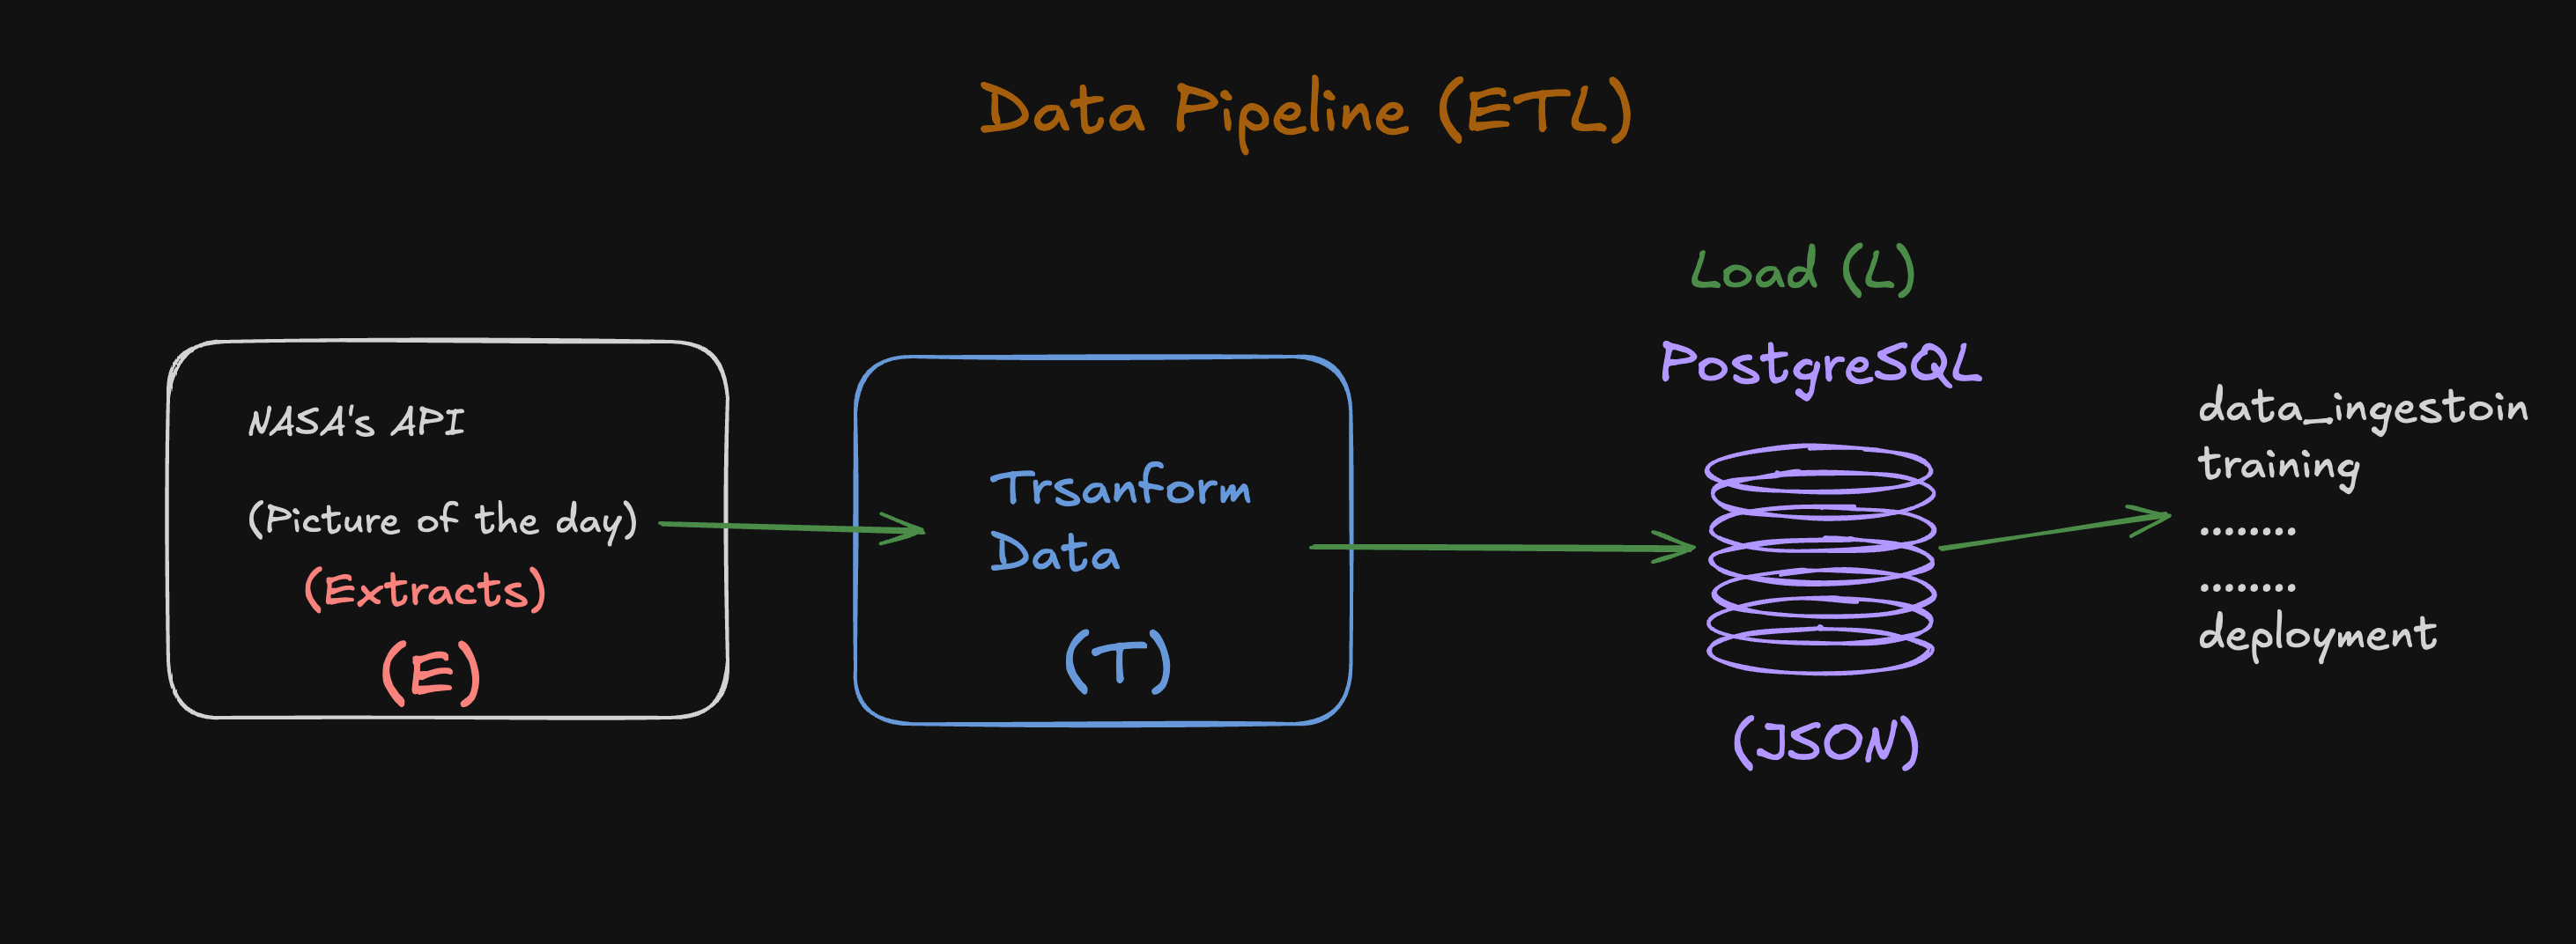 Data Pipeline (ETL)
NASA's API
(Picture of the day)
(Extracts)
(E)
Trsanform
Data
(T)
Load (L)
PostgreSQL
(JSON)
data_ingestoin
training
........
........
deployment